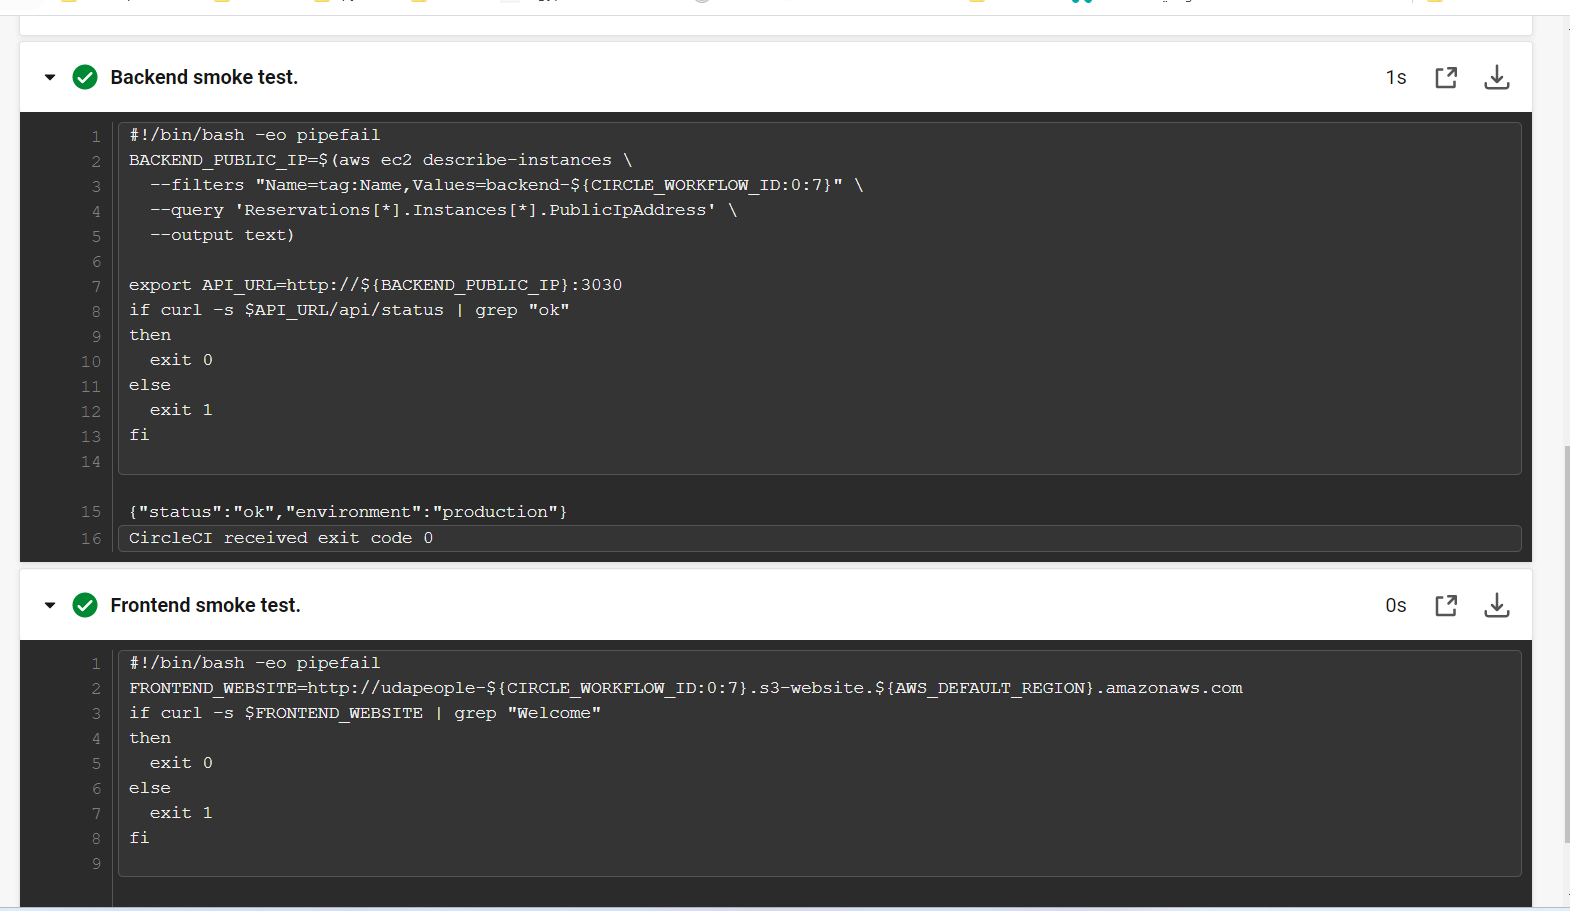 Backend smoke test.
1s
1 #!/bin/bash -eo pipefail
2 BACKEND_PUBLIC_IP=$(aws ec2 describe-instances \
3   --filters "Name=tag:Name,Values=backend-${CIRCLE_WORKFLOW_ID:0:7}" \
4   --query 'Reservations[*].Instances[*].PublicIpAddress' \
5   --output text)
6
7 export API_URL=http://${BACKEND_PUBLIC_IP}:3030
8 if curl -s $API_URL/api/status | grep "ok"
9 then
10   exit 0
11 else
12   exit 1
13 fi
14
15 {"status":"ok","environment":"production"}
16 CircleCI received exit code 0
Frontend smoke test.
0s
1 #!/bin/bash -eo pipefail
2 FRONTEND_WEBSITE=http://udapeople-${CIRCLE_WORKFLOW_ID:0:7}.s3-website.${AWS_DEFAULT_REGION}.amazonaws.com
3 if curl -s $FRONTEND_WEBSITE | grep "Welcome"
4 then
5   exit 0
6 else
7   exit 1
8 fi
9